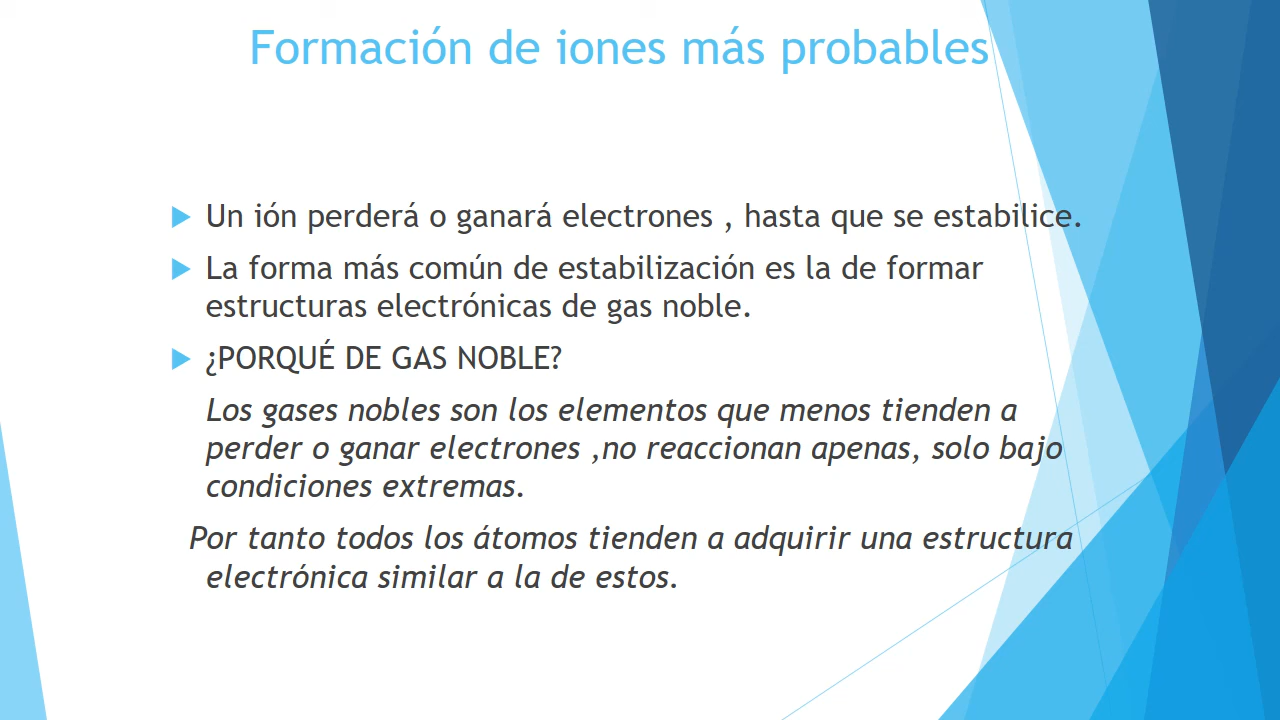 Formación de iones más probables
Un ión perderá o ganará electrones , hasta que se estabilice.
La forma más común de estabilización es la de formar
estructuras electrónicas de gas noble.
¿PORQUÉ DE GAS NOBLE?
Los gases nobles son los elementos que menos tienden a
perder o ganar electrones ,no reaccionan apenas, solo bajo
condiciones extremas.
Por tanto todos los átomos tienden a adquirir una estructura
electrónica similar a la de estos.